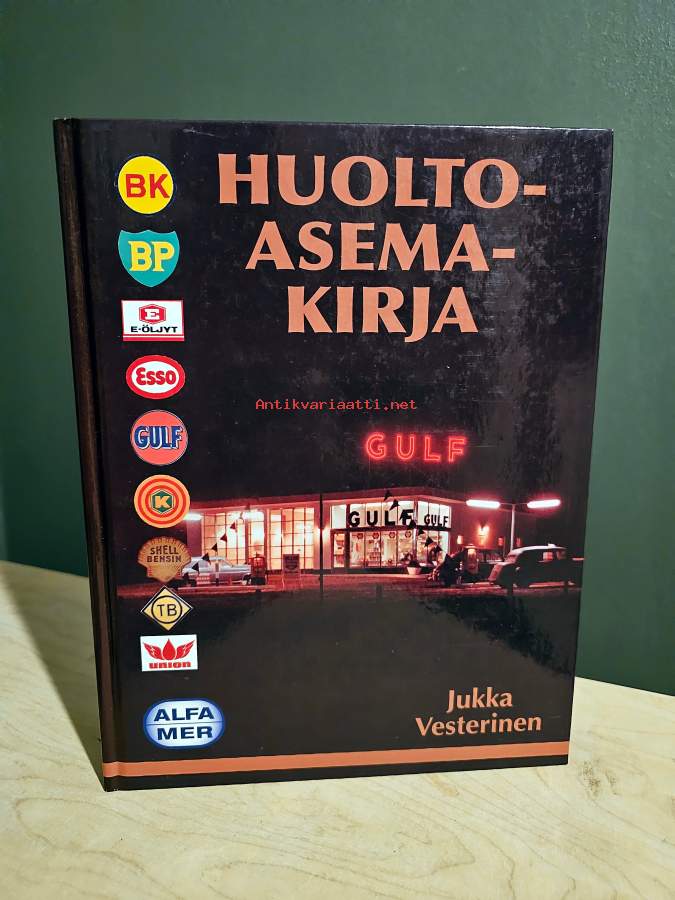 HUOLTO-
ASEMA-
KIRJA
BK
BP
E
E-ÖLJYT
Esso
GULF
K
SHELL
BENSIN
TB
union
ALFA
MER
Antikvariaatti.net
GULF
GULF GULF
Jukka
Vesterinen